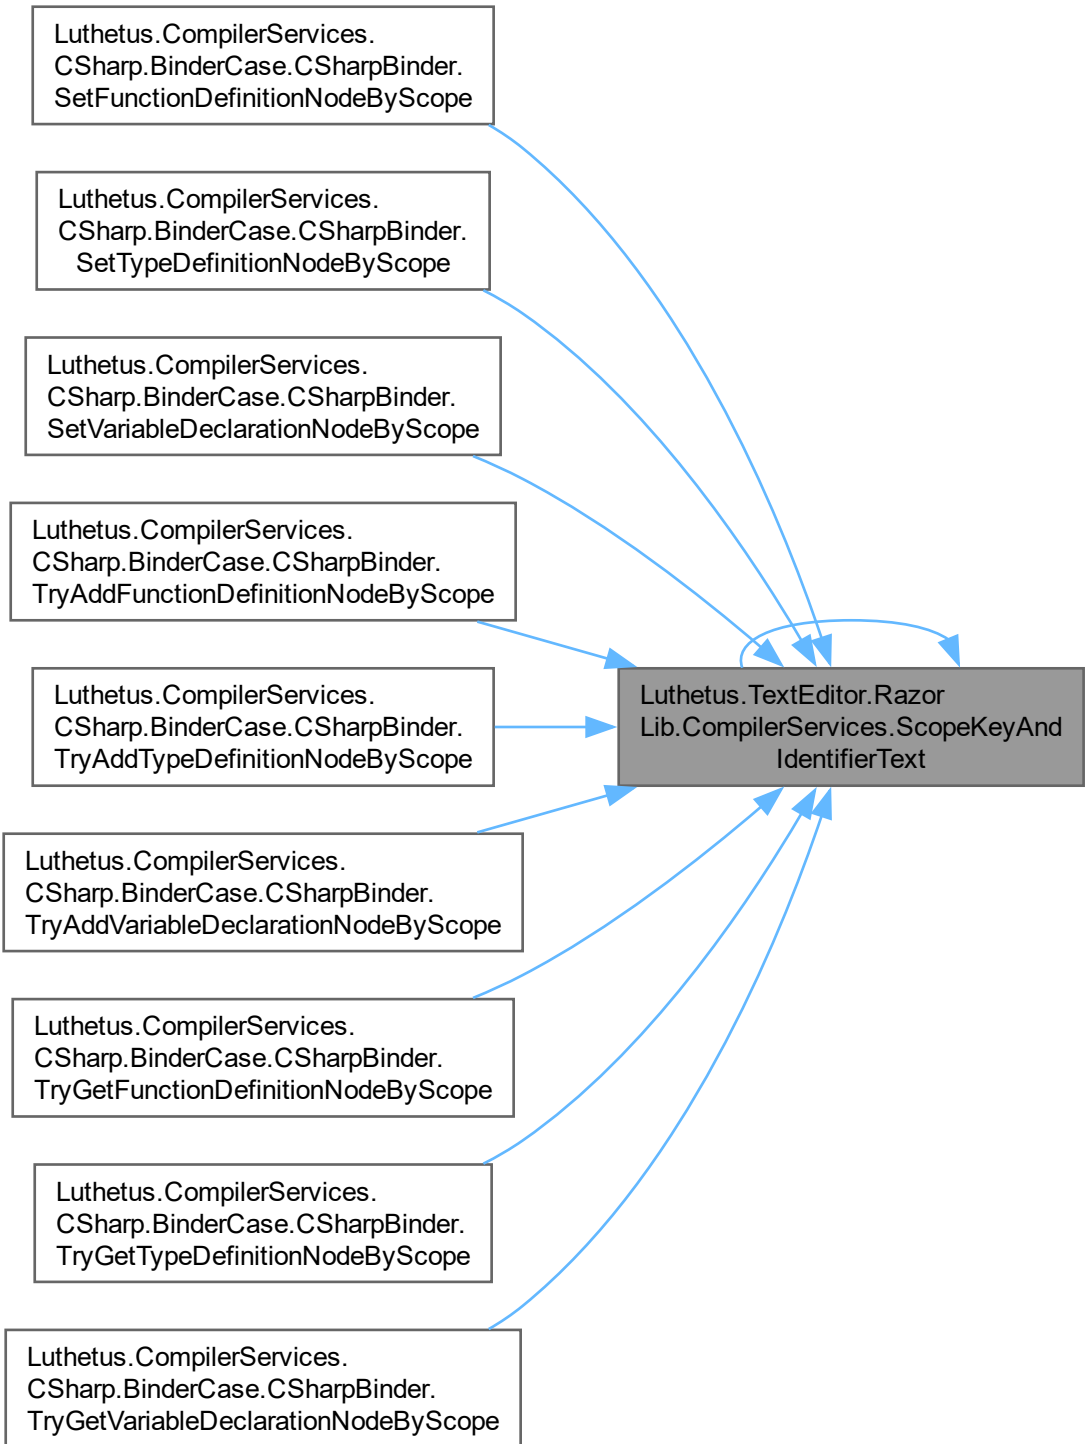 Luthetus.CompilerServices.
CSharp.BinderCase.CSharpBinder.
SetFunctionDefinitionNodeByScope
Luthetus.CompilerServices.
CSharp.BinderCase.CSharpBinder.
SetTypeDefinitionNodeByScope
Luthetus.CompilerServices.
CSharp.BinderCase.CSharpBinder.
SetVariableDeclarationNodeByScope
Luthetus.CompilerServices.
CSharp.BinderCase.CSharpBinder.
TryAddFunctionDefinitionNodeByScope
Luthetus.CompilerServices.
CSharp.BinderCase.CSharpBinder.
TryAddTypeDefinitionNodeByScope
Luthetus.TextEditor.Razor
Lib.CompilerServices.ScopeKeyAnd
IdentifierText
Luthetus.CompilerServices.
CSharp.BinderCase.CSharpBinder.
TryAddVariableDeclarationNodeByScope
Luthetus.CompilerServices.
CSharp.BinderCase.CSharpBinder.
TryGetFunctionDefinitionNodeByScope
Luthetus.CompilerServices.
CSharp.BinderCase.CSharpBinder.
TryGetTypeDefinitionNodeByScope
Luthetus.CompilerServices.
CSharp.BinderCase.CSharpBinder.
TryGetVariableDeclarationNodeByScope